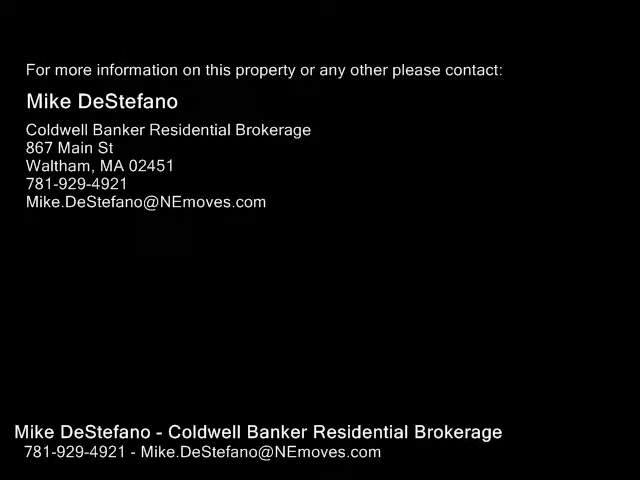 For more information on this property or any other please contact:
Mike DeStefano
Coldwell Banker Residential Brokerage
867 Main St
Waltham, MA 02451
781-929-4921
Mike.DeStefano@NEmoves.com
Mike DeStefano - Coldwell Banker Residential Brokerage
781-929-4921 - Mike.DeStefano@NEmoves.com